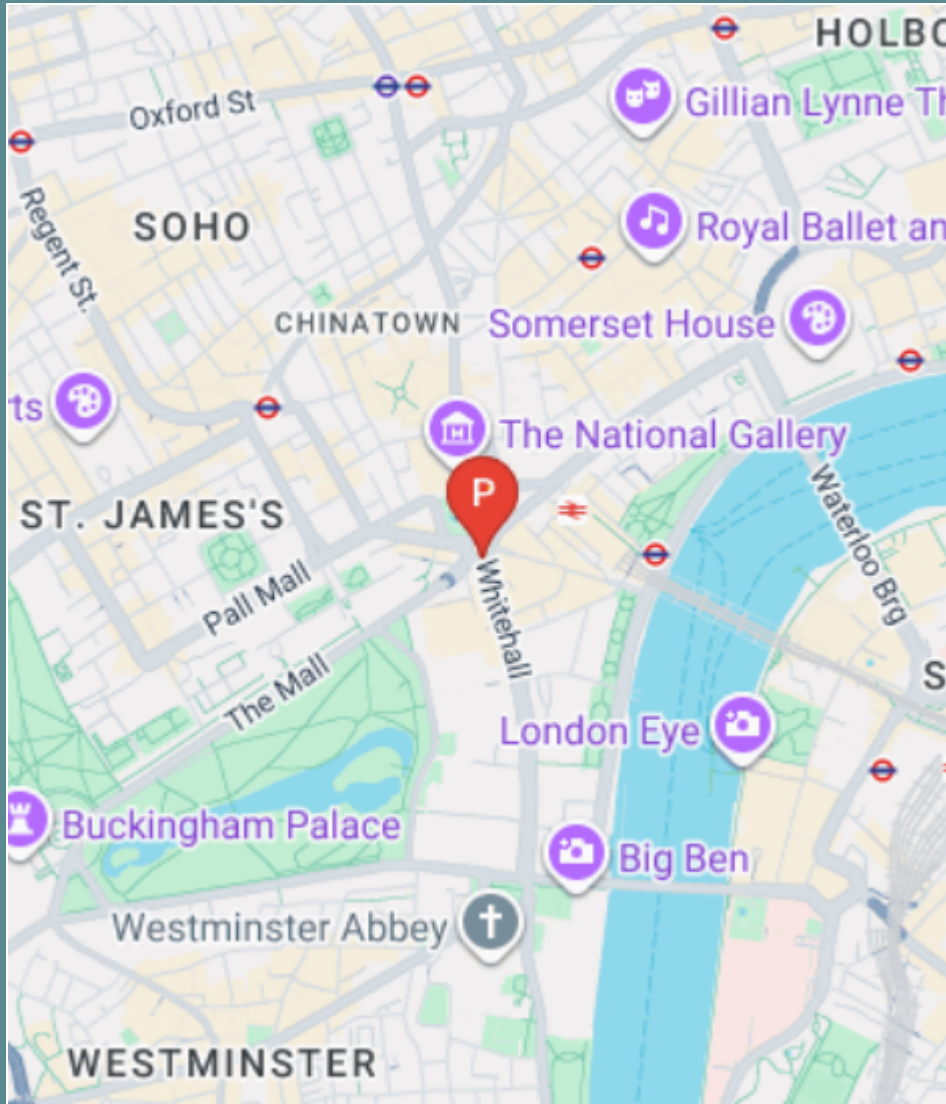 HOLBO
Oxford St
Gillian Lynne Th
Regent St.
SOHO
Royal Ballet an
CHINATOWN
Somerset House
rts
The National Gallery
P
ST. JAMES'S
Waterloo Brg
Pall Mall
Whitehall
The Mall
S
London Eye
Buckingham Palace
Big Ben
Westminster Abbey
WESTMINSTER